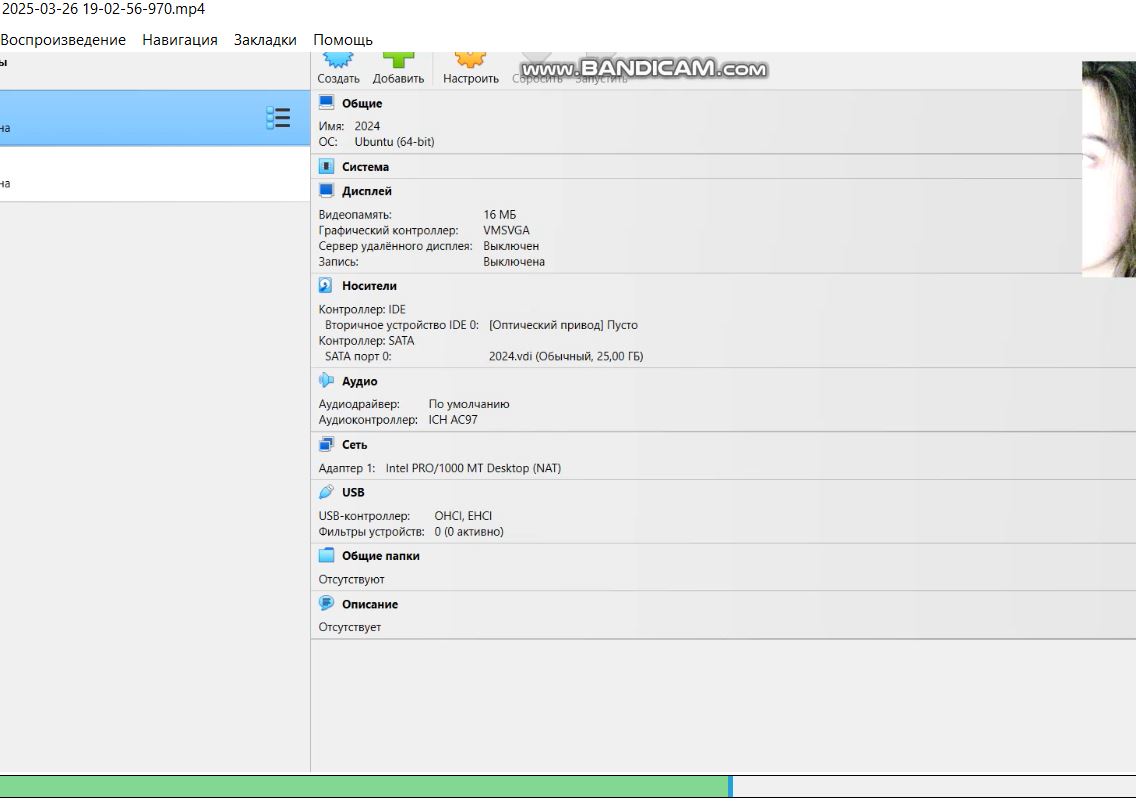 2025-03-26 19-02-56-970.mp4
Воспроизведение Навигация Закладки Помощь
ы
Создать Добавить Настроить Сбросить Запустить
www.BANDICAM.com
на
на
Общие
Имя: 2024
ОС: Ubuntu (64-bit)
Система
Дисплей
Видеопамять: 16 МБ
Графический контроллер: VMSVGA
Сервер удалённого дисплея: Выключен
Запись: Выключена
Носители
Контроллер: IDE
Вторичное устройство IDE 0: [Оптический привод] Пусто
Контроллер: SATA
SATA порт 0: 2024.vdi (Обычный, 25,00 ГБ)
Аудио
Аудиодрайвер: По умолчанию
Аудиоконтроллер: ICH AC97
Сеть
Адаптер 1: Intel PRO/1000 MT Desktop (NAT)
USB
USB-контроллер: OHCI, EHCI
Фильтры устройств: 0 (0 активно)
Общие папки
Отсутствуют
Описание
Отсутствует